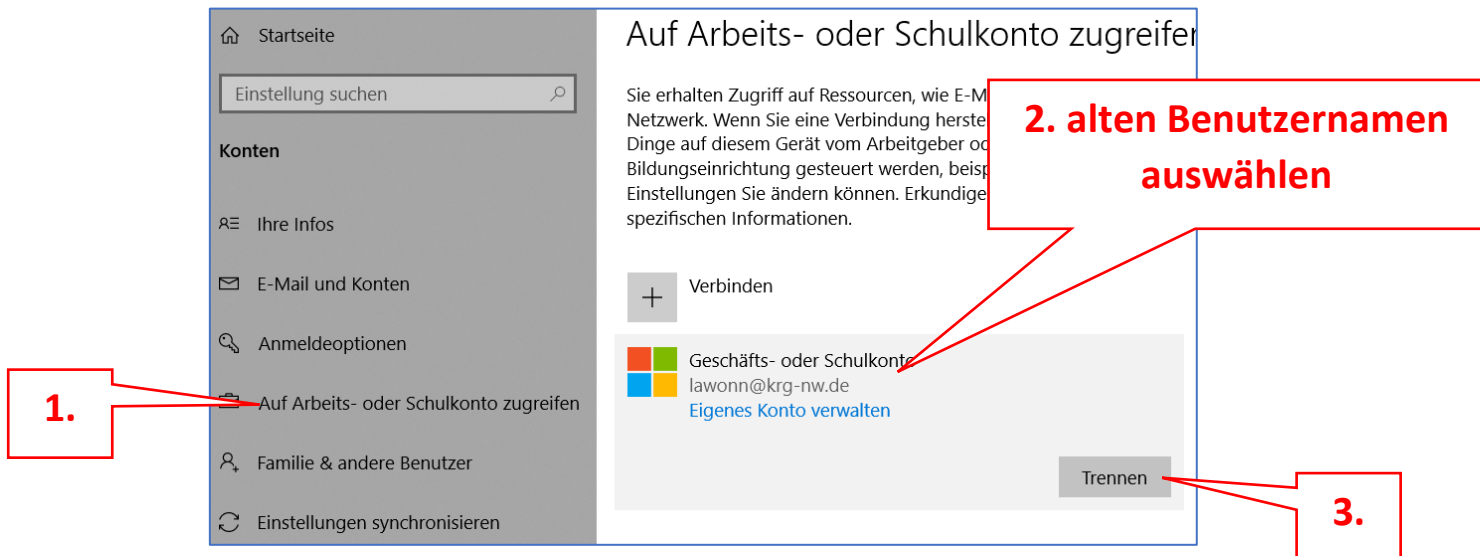 Startseite
Einstellung suchen
Konten
Ihre Infos
E-Mail und Konten
Anmeldeoptionen
Auf Arbeits- oder Schulkonto zugreifen
Familie & andere Benutzer
Einstellungen synchronisieren
1.
Auf Arbeits- oder Schulkonto zugreifen
Sie erhalten Zugriff auf Ressourcen, wie E-M
Netzwerk. Wenn Sie eine Verbindung herste
Dinge auf diesem Gerät vom Arbeitgeber od
Bildungseinrichtung gesteuert werden, beisp
Einstellungen Sie ändern können. Erkundige
spezifischen Informationen.
2. alten Benutzernamen
auswählen
Verbinden
Geschäfts- oder Schulkonto
lawonn@krg-nw.de
Eigenes Konto verwalten
Trennen
3.